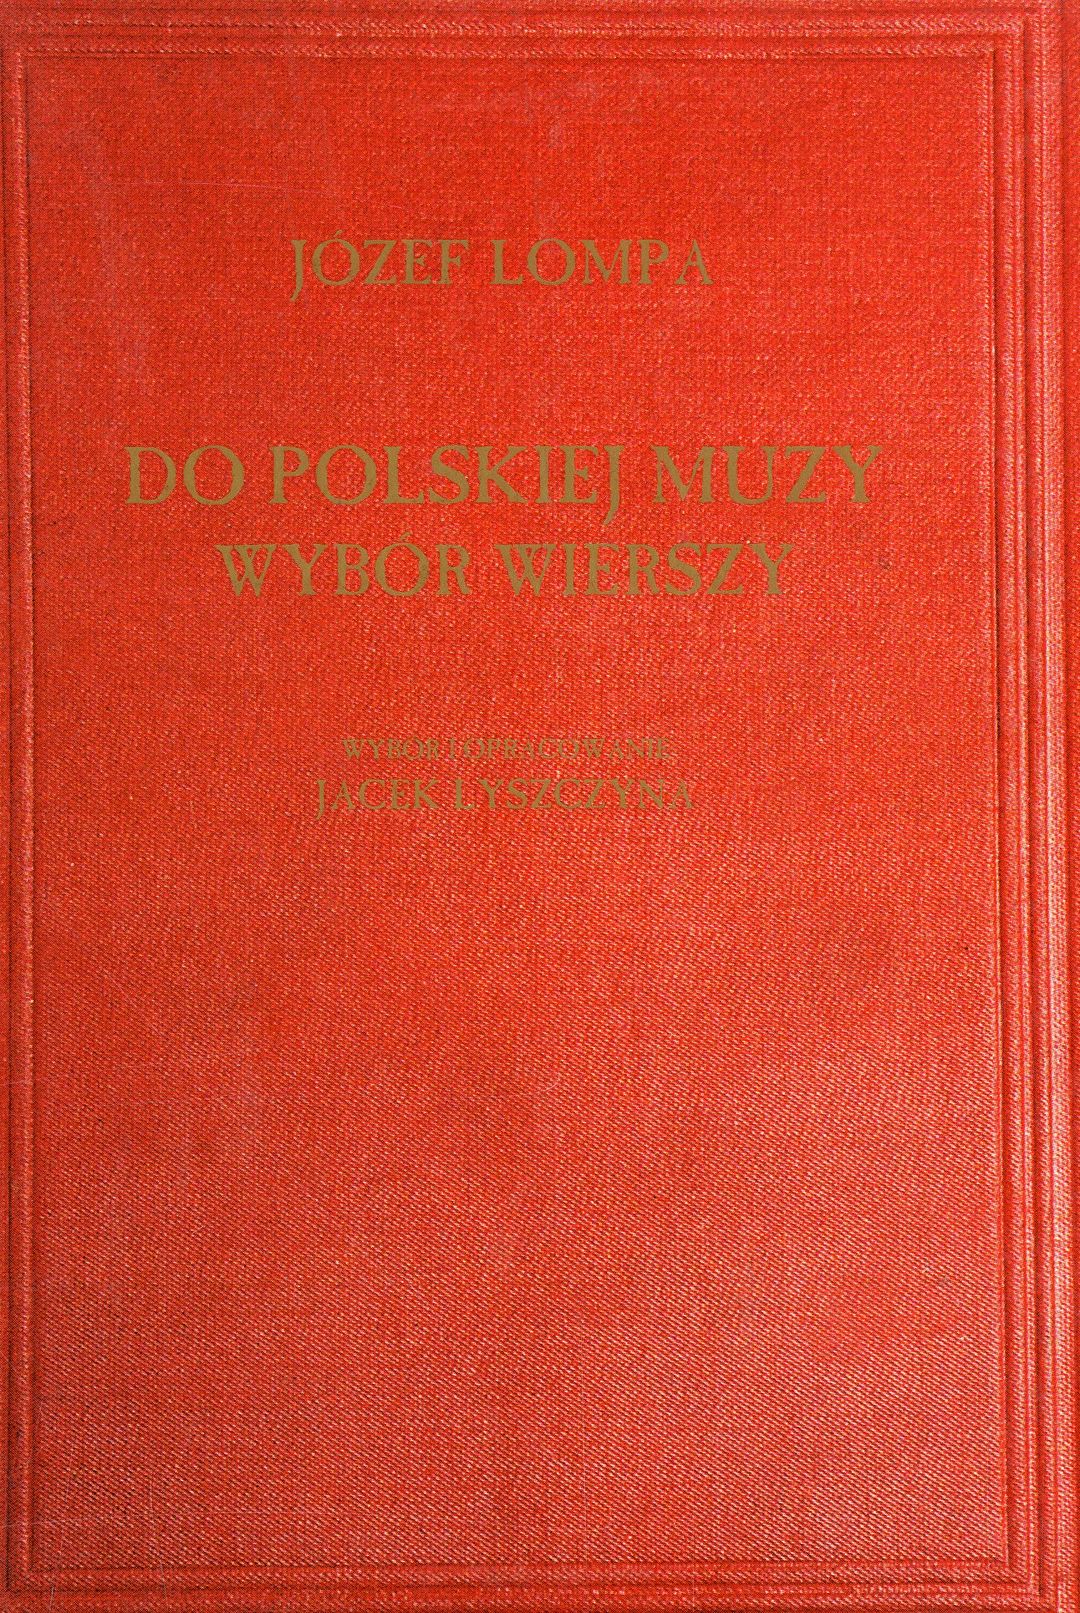 JÓZEF LOMPA
DO POLSKIEJ MUZY
WYBÓR WIERSZY
WYBÓR I OPRACOWANIE
JACEK LYSZCZYNA